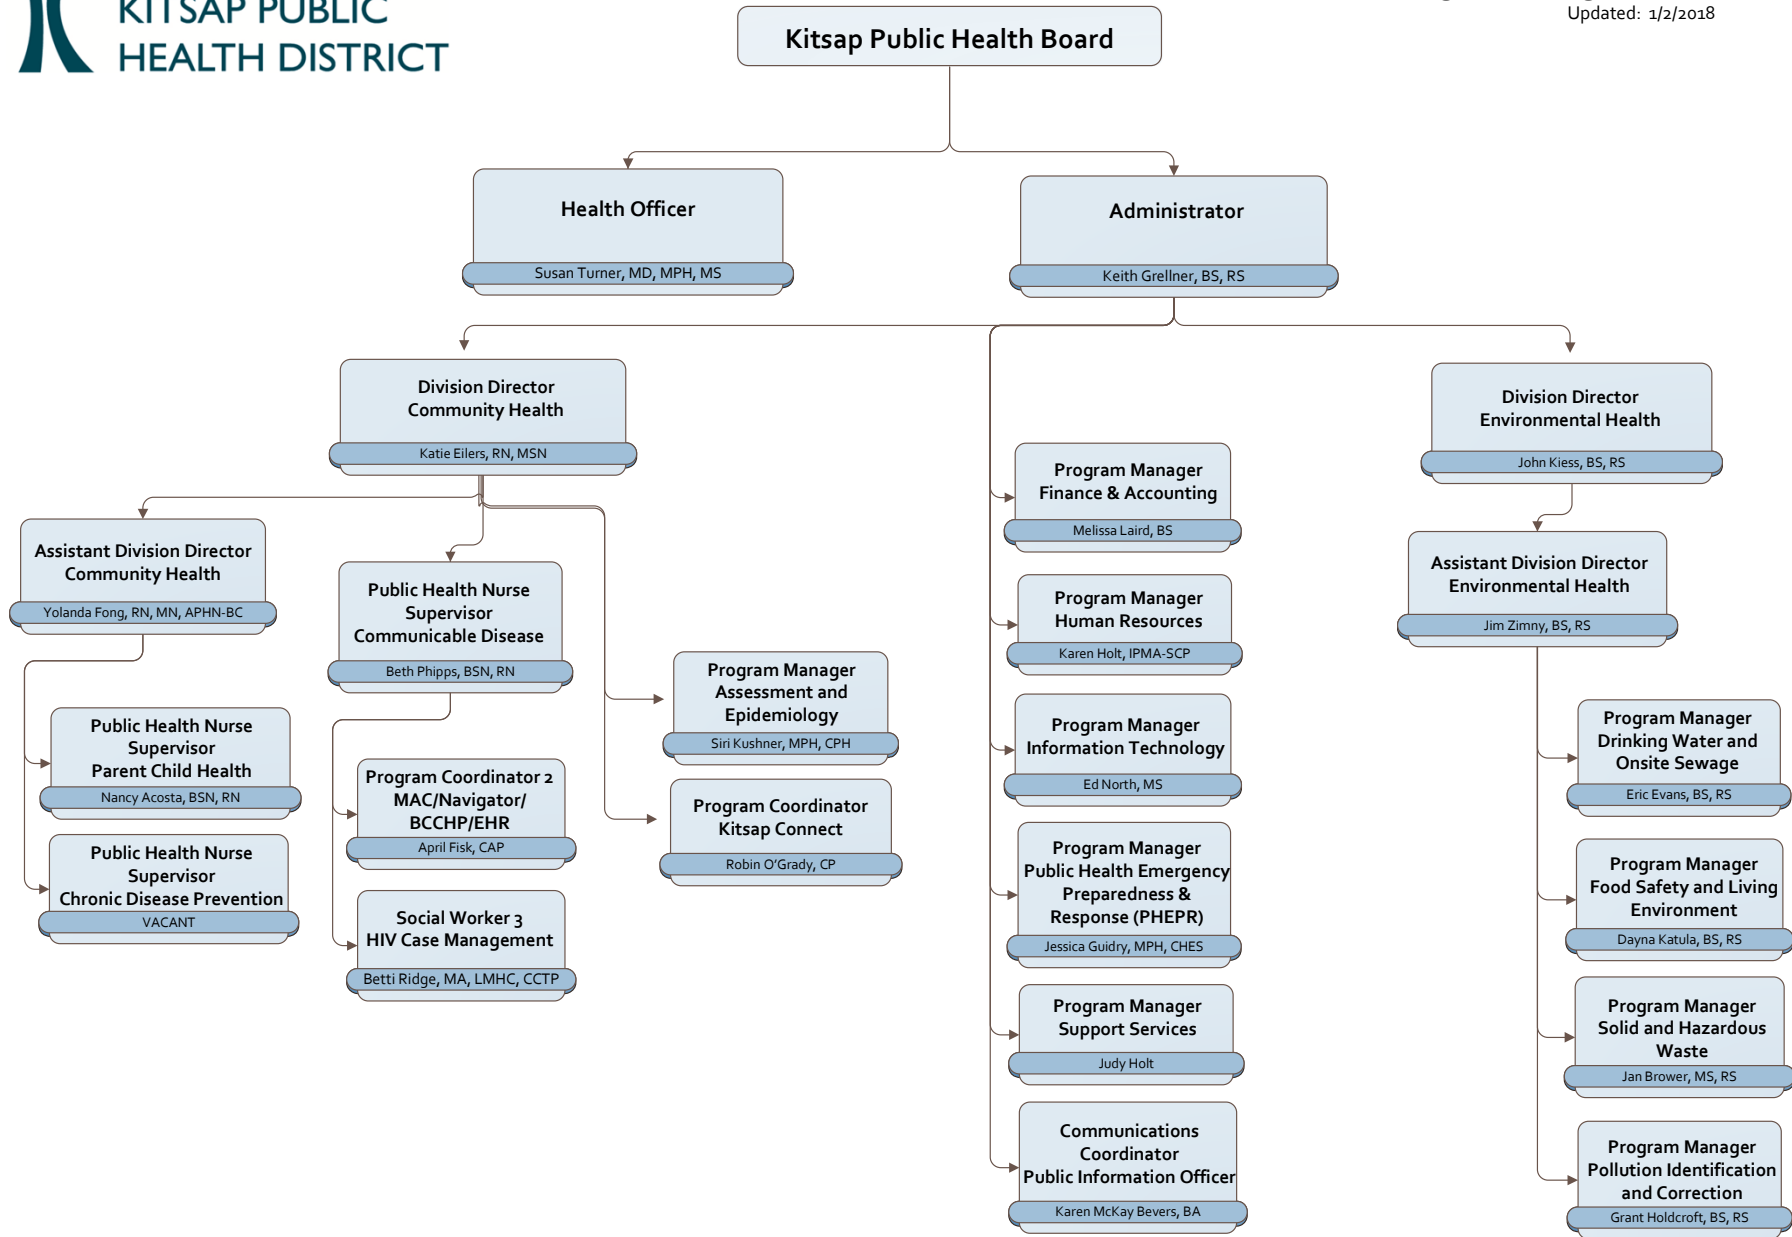 KITSAP PUBLIC
HEALTH DISTRICT
Updated: 1/2/2018
Kitsap Public Health Board
Health Officer
Susan Turner, MD, MPH, MS
Administrator
Keith Grellner, BS, RS
Division Director
Community Health
Katie Eilers, RN, MSN
Division Director
Environmental Health
John Kiess, BS, RS
Assistant Division Director
Community Health
Yolanda Fong, RN, MN, APHN-BC
Public Health Nurse
Supervisor
Parent Child Health
Nancy Acosta, BSN, RN
Public Health Nurse
Supervisor
Chronic Disease Prevention
VACANT
Public Health Nurse
Supervisor
Communicable Disease
Beth Phipps, BSN, RN
Program Coordinator 2
MAC/Navigator/
BCCHP/EHR
April Fisk, CAP
Social Worker 3
HIV Case Management
Betti Ridge, MA, LMHC, CCTP
Program Manager
Assessment and
Epidemiology
Siri Kushner, MPH, CPH
Program Coordinator
Kitsap Connect
Robin O’Grady, CP
Program Manager
Finance & Accounting
Melissa Laird, BS
Program Manager
Human Resources
Karen Holt, IPMA-SCP
Program Manager
Information Technology
Ed North, MS
Program Manager
Public Health Emergency
Preparedness &
Response (PHEPR)
Jessica Guidry, MPH, CHES
Program Manager
Support Services
Judy Holt
Communications
Coordinator
Public Information Officer
Karen McKay Bevers, BA
Assistant Division Director
Environmental Health
Jim Zimny, BS, RS
Program Manager
Drinking Water and
Onsite Sewage
Eric Evans, BS, RS
Program Manager
Food Safety and Living
Environment
Dayna Katula, BS, RS
Program Manager
Solid and Hazardous
Waste
Jan Brower, MS, RS
Program Manager
Pollution Identification
and Correction
Grant Holdcroft, BS, RS